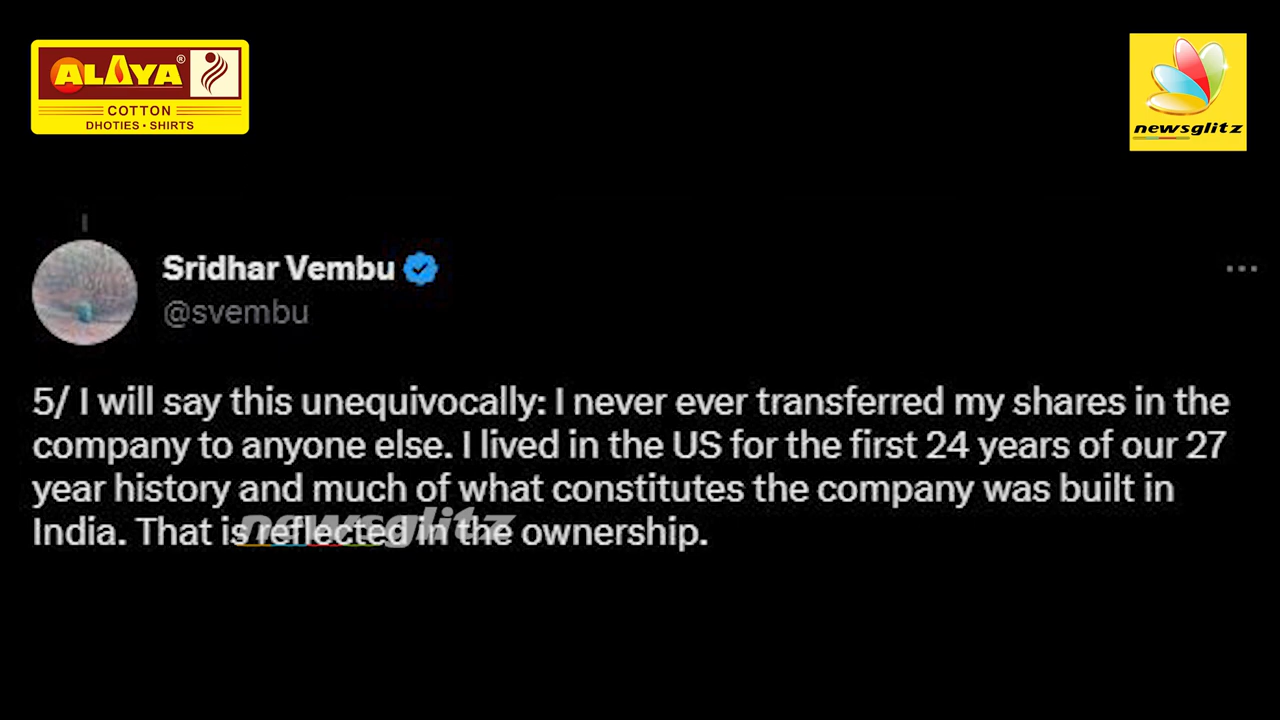 ALAYA®
COTTON
DHOTIES • SHIRTS
newsglitz
Sridhar Vembu
@svembu
5/ I will say this unequivocally: I never ever transferred my shares in the
company to anyone else. I lived in the US for the first 24 years of our 27
year history and much of what constitutes the company was built in
India. That is reflected in the ownership.
newsglitz